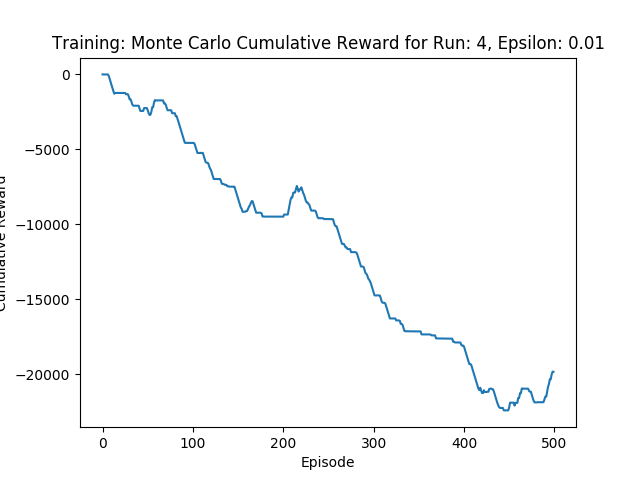 Training: Monte Carlo Cumulative Reward for Run: 4, Epsilon: 0.01
Cumulative Reward
0
−5000
−10000
−15000
−20000
0 100 200 300 400 500
Episode